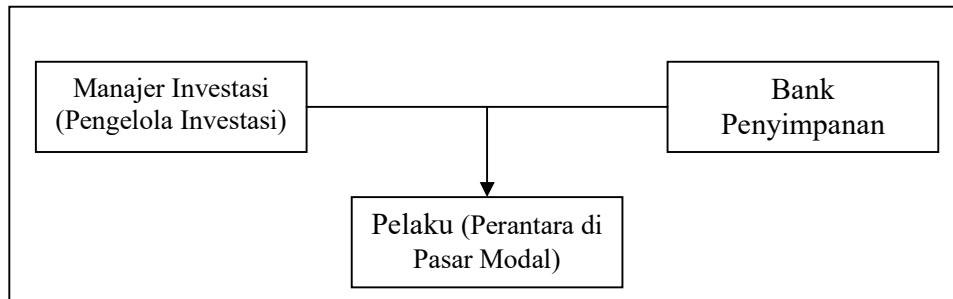 Manajer Investasi
(Pengelola Investasi)
Bank
Penyimpanan
Pelaku (Perantara di
Pasar Modal)